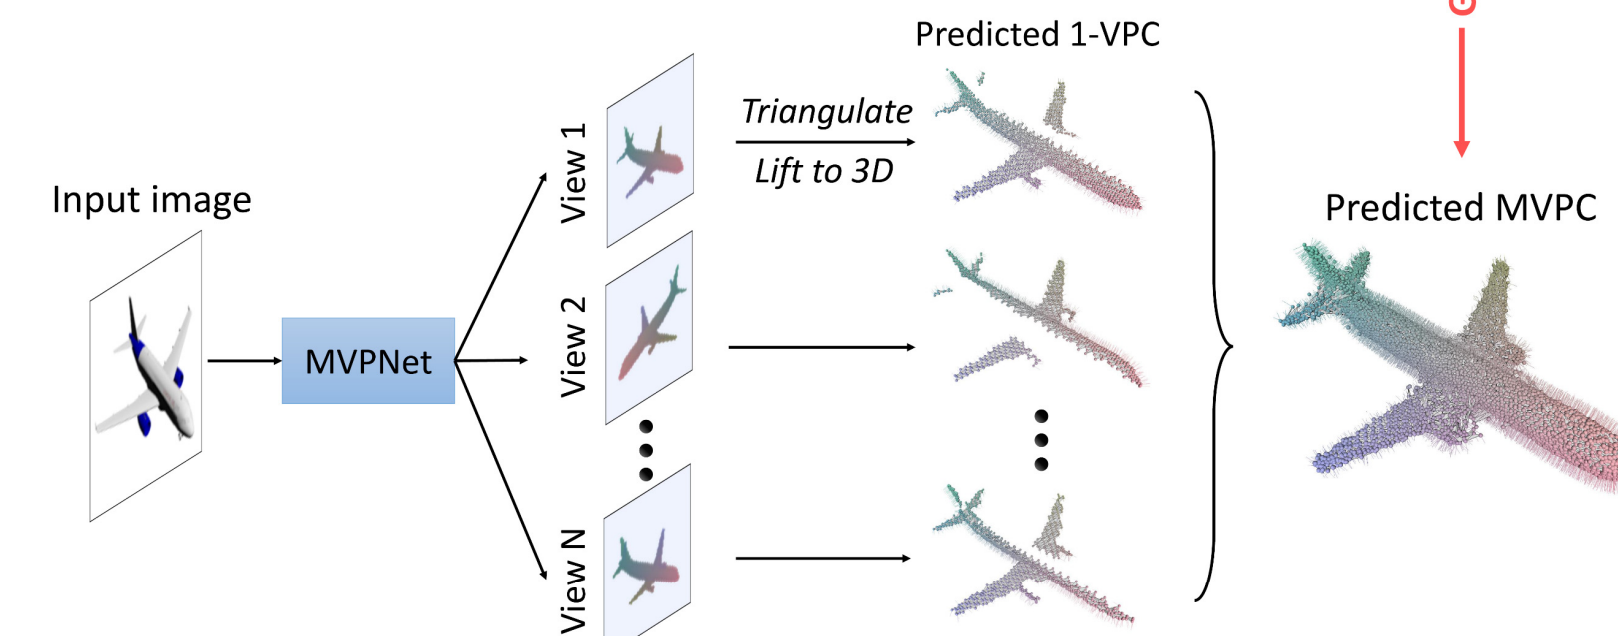 Predicted 1-VPC
Triangulate
Lift to 3D
View 1
Input image
Predicted MVPC
MVPNet
View 2
View N